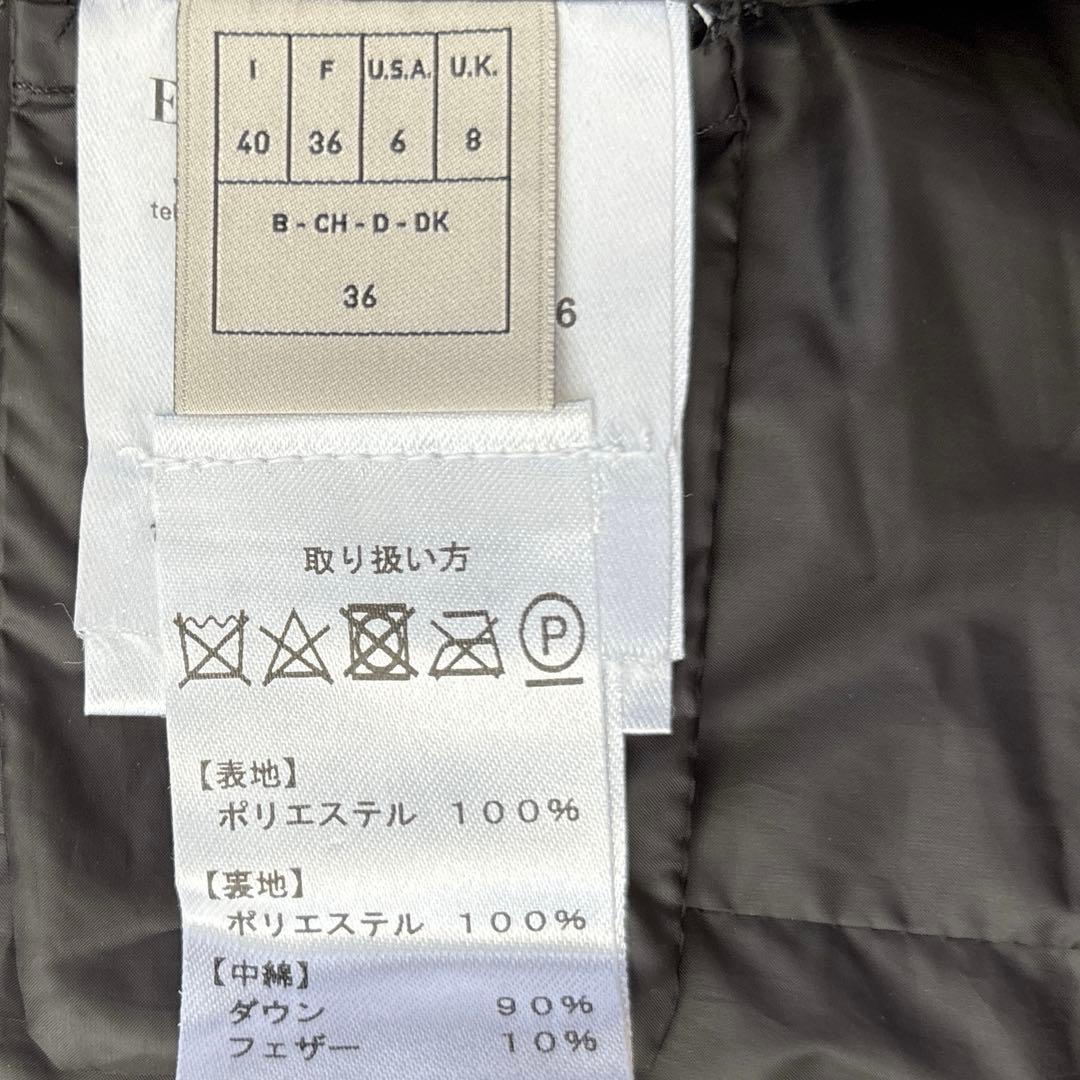 I F U.S.A. U.K.
40 36 6 8
B - CH - D - DK
36
6
取り扱い方
P
【表地】
ポリエステル 100%
【裏地】
ポリエステル 100%
【中綿】
ダウン 90%
フェザー 10%